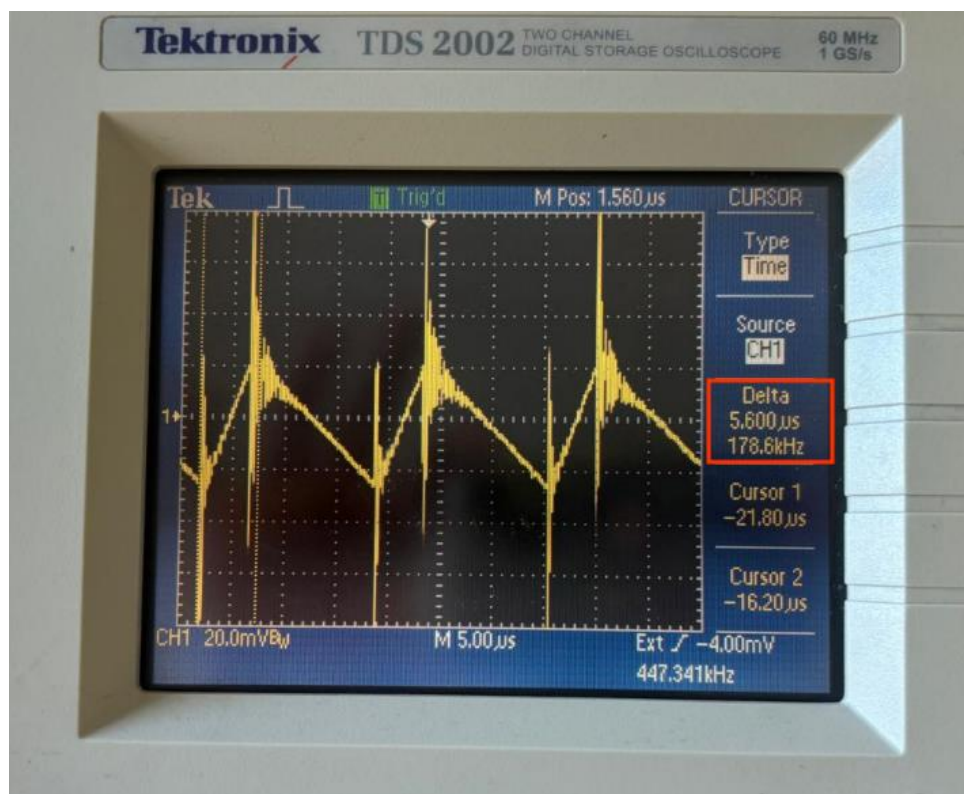 Tektronix TDS 2002 TWO CHANNEL DIGITAL STORAGE OSCILLOSCOPE 60 MHz 1 GS/s
Tek Trig'd M Pos: 1.560µs CURSOR
Type
Time
Source
CH1
Delta
5.600µs
178.6kHz
1
Cursor 1
-21.80µs
Cursor 2
-16.20µs
CH1 20.0mVBW M 5.00µs Ext -4.00mV
447.341kHz